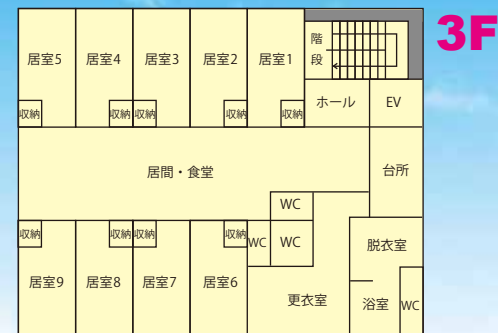 3F
居室5 居室4 居室3 居室2 居室1 階段
収納 収納 収納 収納 収納
ホール EV
居間・食堂 台所
WC
収納 収納 収納 収納 WC WC 脱衣室
居室9 居室8 居室7 居室6 更衣室 浴室 WC